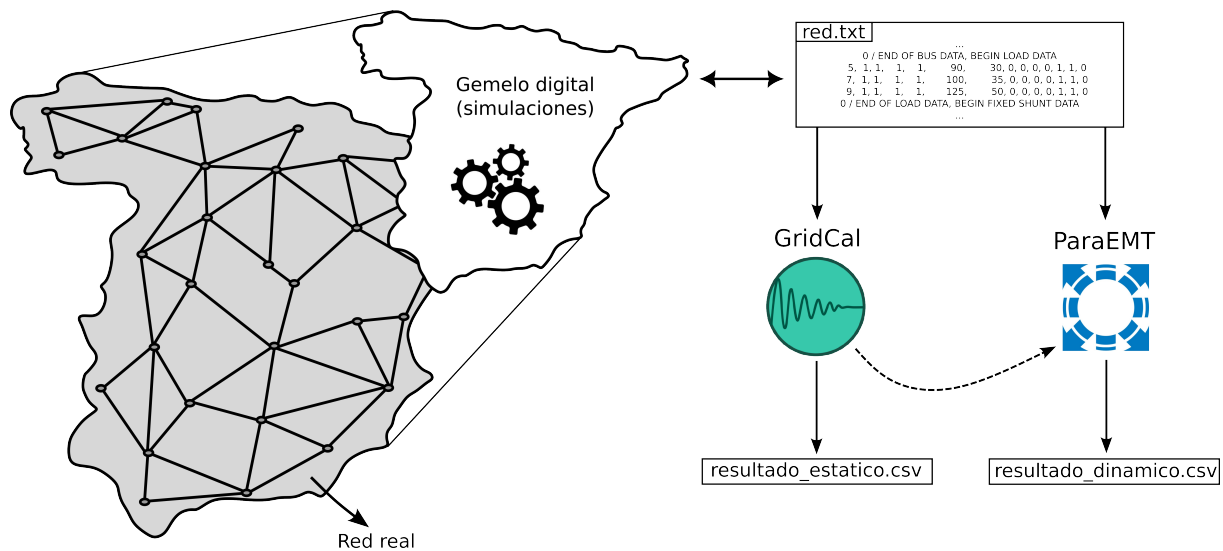 Gemelo digital
(simulaciones)
Red real
red.txt
...
0 / END OF BUS DATA, BEGIN LOAD DATA
5, 1, 1, 1, 1, 90, 30, 0, 0, 0, 0, 1, 1, 0
7, 1, 1, 1, 1, 100, 35, 0, 0, 0, 0, 1, 1, 0
9, 1, 1, 1, 1, 125, 50, 0, 0, 0, 0, 1, 1, 0
0 / END OF LOAD DATA, BEGIN FIXED SHUNT DATA
...
GridCal
ParaEMT
resultado_estatico.csv
resultado_dinamico.csv